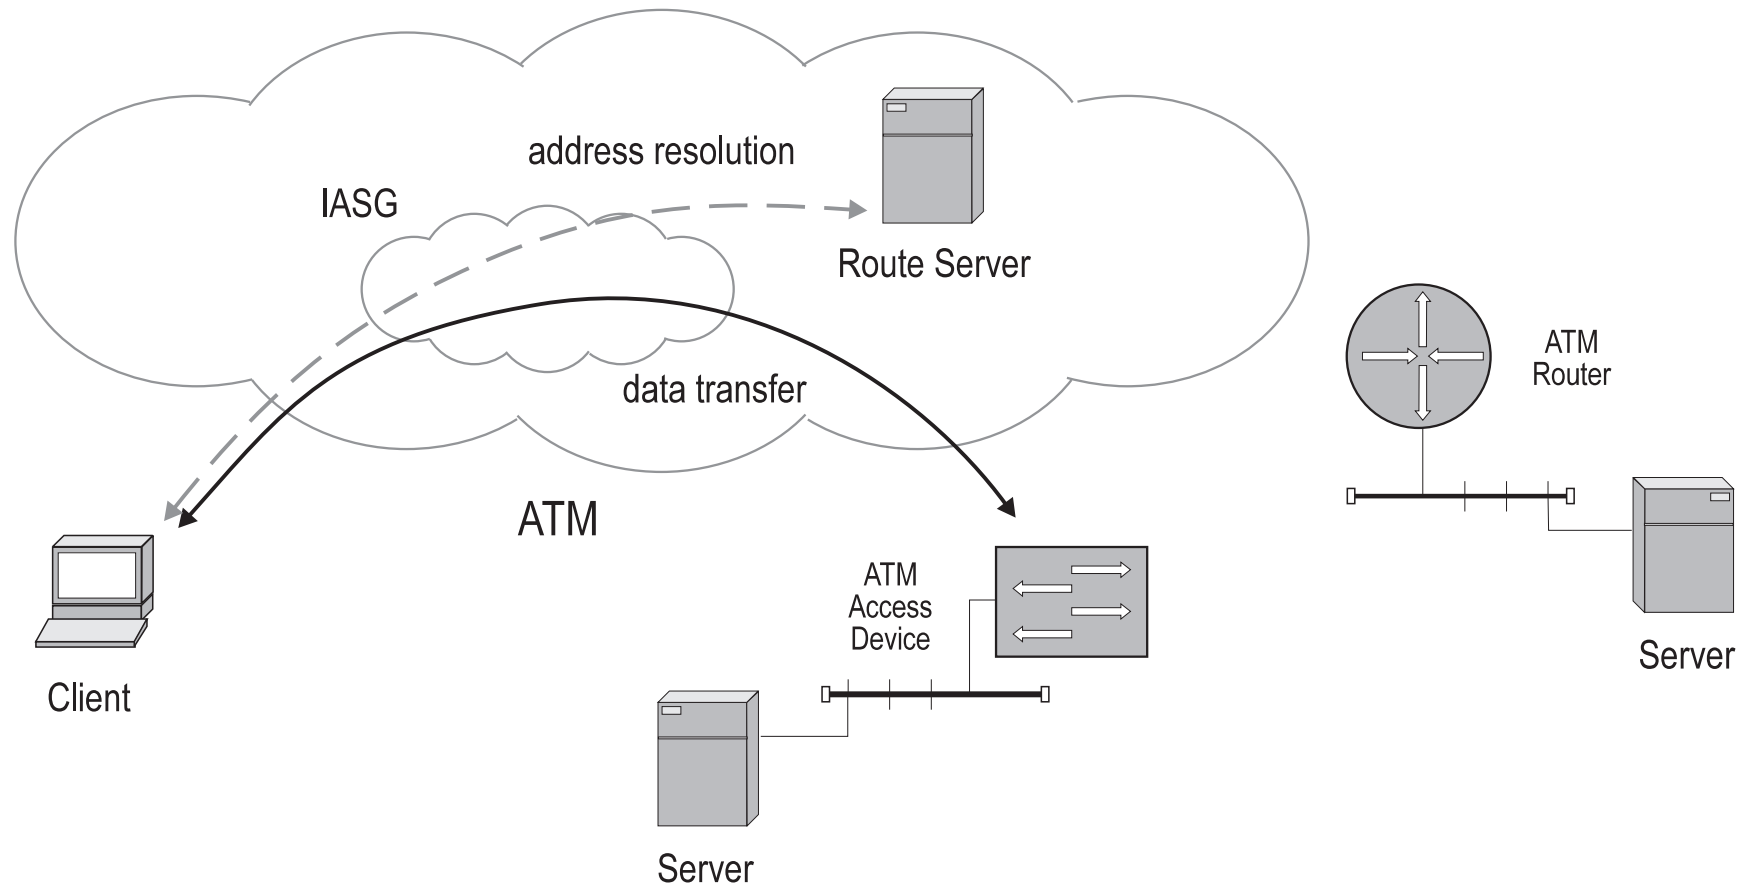 address resolution
IASG
Route Server
ATM
Router
data transfer
ATM
ATM
Access
Device
Server
Client
Server